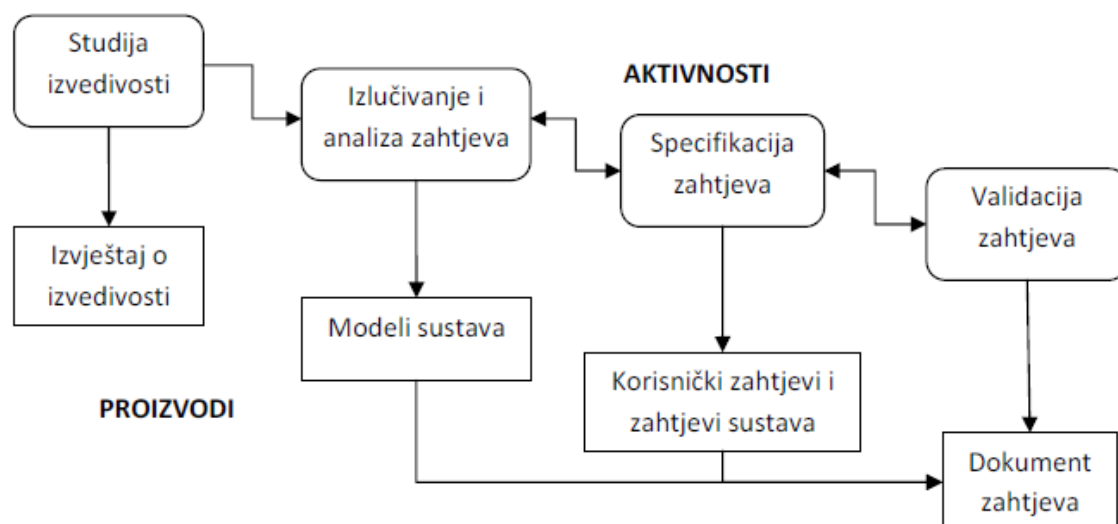 Studija
izvedivosti
Izlučivanje i
analiza zahtjeva
AKTIVNOSTI
Specifikacija
zahtjeva
Validacija
zahtjeva
Izvještaj o
izvedivosti
Modeli sustava
Korisnički zahtjevi i
zahtjevi sustava
PROIZVODI
Dokument
zahtjeva